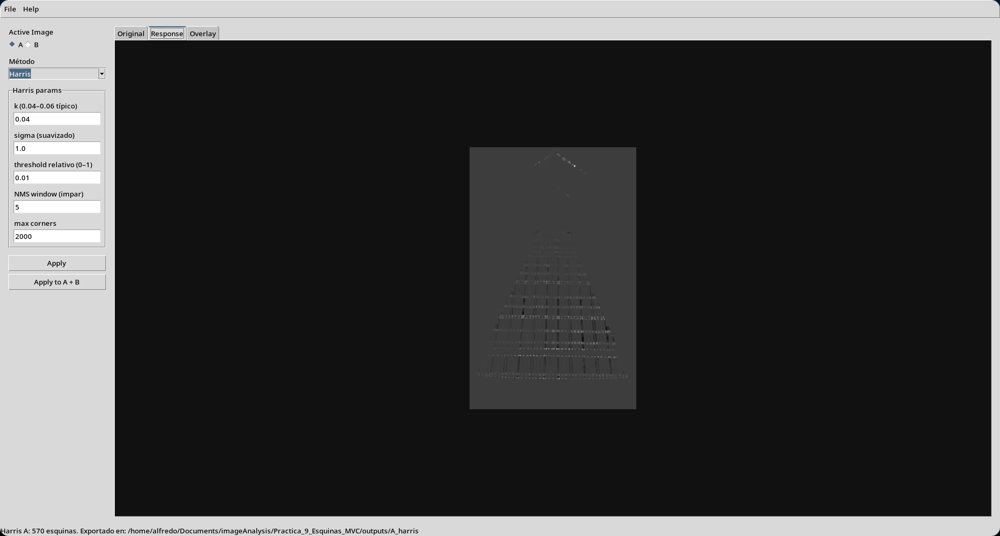 File Help
Active Image
A B
Método
Harris
Harris params
k (0.04–0.06 típico)
0.04
sigma (suavizado)
1.0
threshold relativo (0–1)
0.01
NMS window (impar)
5
max corners
2000
Apply
Apply to A + B
Original Response Overlay
Harris A: 570 esquinas. Exportado en: /home/alfredo/Documents/imageAnalysis/Practica_9_Esquinas_MVC/outputs/A_harris